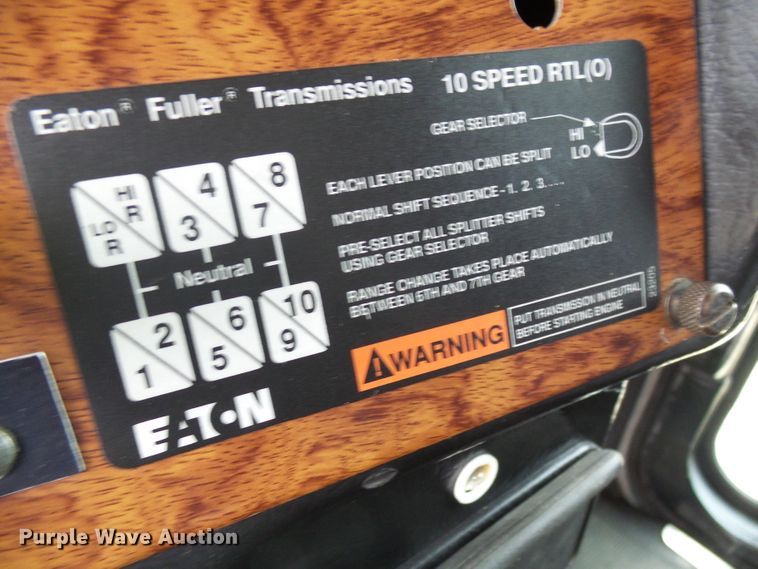 Eaton® Fuller® Transmissions 10 SPEED RTL(O)
GEAR SELECTOR
HI
LO
HI
R
LO
R
4
3
8
7
Neutral
2
1
6
5
10
9
EACH LEVER POSITION CAN BE SPLIT
NORMAL SHIFT SEQUENCE - 1. 2. 3......
PRE-SELECT ALL SPLITTER SHIFTS
USING GEAR SELECTOR
RANGE CHANGE TAKES PLACE AUTOMATICALLY
BETWEEN 6TH AND 7TH GEAR
WARNING
PUT TRANSMISSION IN NEUTRAL
BEFORE STARTING ENGINE
EATON
Purple Wave Auction